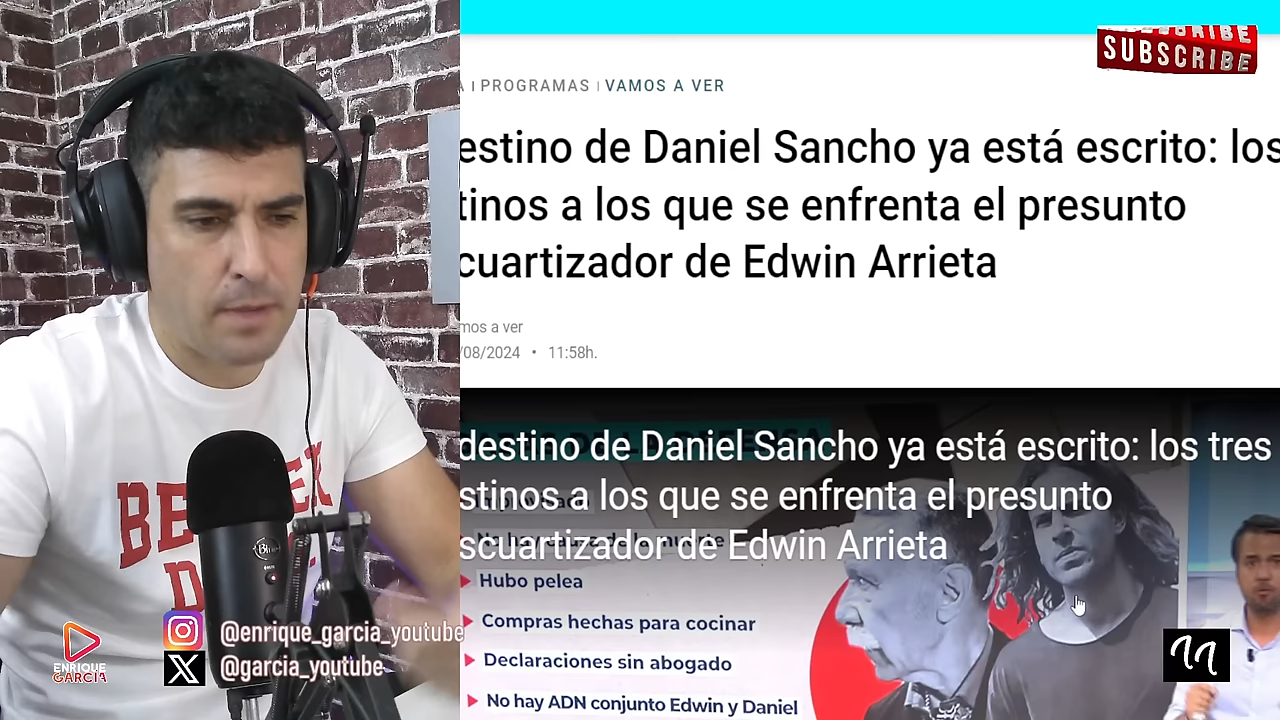 SUBSCRIBE
PROGRAMAS | VAMOS A VER
estino de Daniel Sancho ya está escrito: los
tinos a los que se enfrenta el presunto
cuartizador de Edwin Arrieta
mos a ver
/08/2024 • 11:58h.
destino de Daniel Sancho ya está escrito: los tres
stinos a los que se enfrenta el presunto
scuartizador de Edwin Arrieta
Hubo pelea
Compras hechas para cocinar
Declaraciones sin abogado
No hay ADN conjunto Edwin y Daniel
Blue
@enrique_garcia_youtube
@garcia_youtube
ENRIQUE
GARCIA